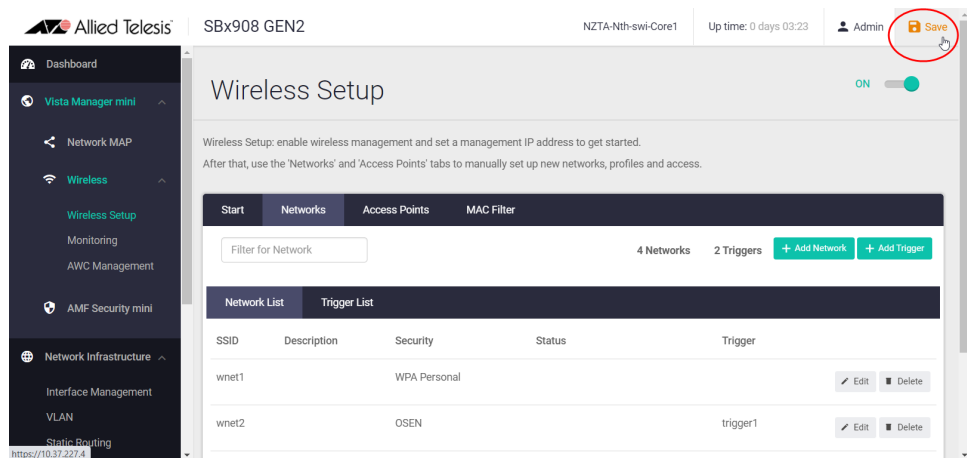 Allied Telesis SBx908 GEN2 NZTA-Nth-swi-Core1 Up time: 0 days 03:23 Admin Save
Dashboard
Vista Manager mini
Network MAP
Wireless
Wireless Setup
Monitoring
AWC Management
AMF Security mini
Network Infrastructure
Interface Management
VLAN
Static Routing
https://10.37.227.4
Wireless Setup ON
Wireless Setup: enable wireless management and set a management IP address to get started.
After that, use the 'Networks' and 'Access Points' tabs to manually set up new networks, profiles and access.
Start Networks Access Points MAC Filter
Filter for Network 4 Networks 2 Triggers + Add Network + Add Trigger
Network List Trigger List
SSID Description Security Status Trigger
wnet1 WPA Personal Edit Delete
wnet2 OSEN trigger1 Edit Delete